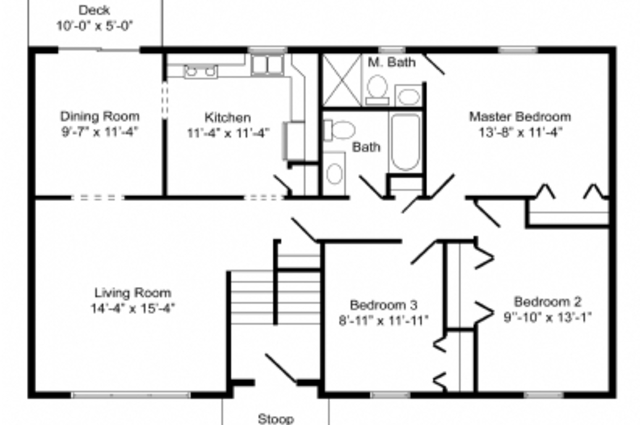 Deck
10'-0" x 5'-0"
M. Bath
Dining Room
9'-7" x 11'-4"
Kitchen
11'-4" x 11'-4"
Master Bedroom
13'-8" x 11'-4"
Bath
Living Room
14'-4" x 15'-4"
Bedroom 3
8'-11" x 11'-11"
Bedroom 2
9"-10" x 13'-1"
Stoop